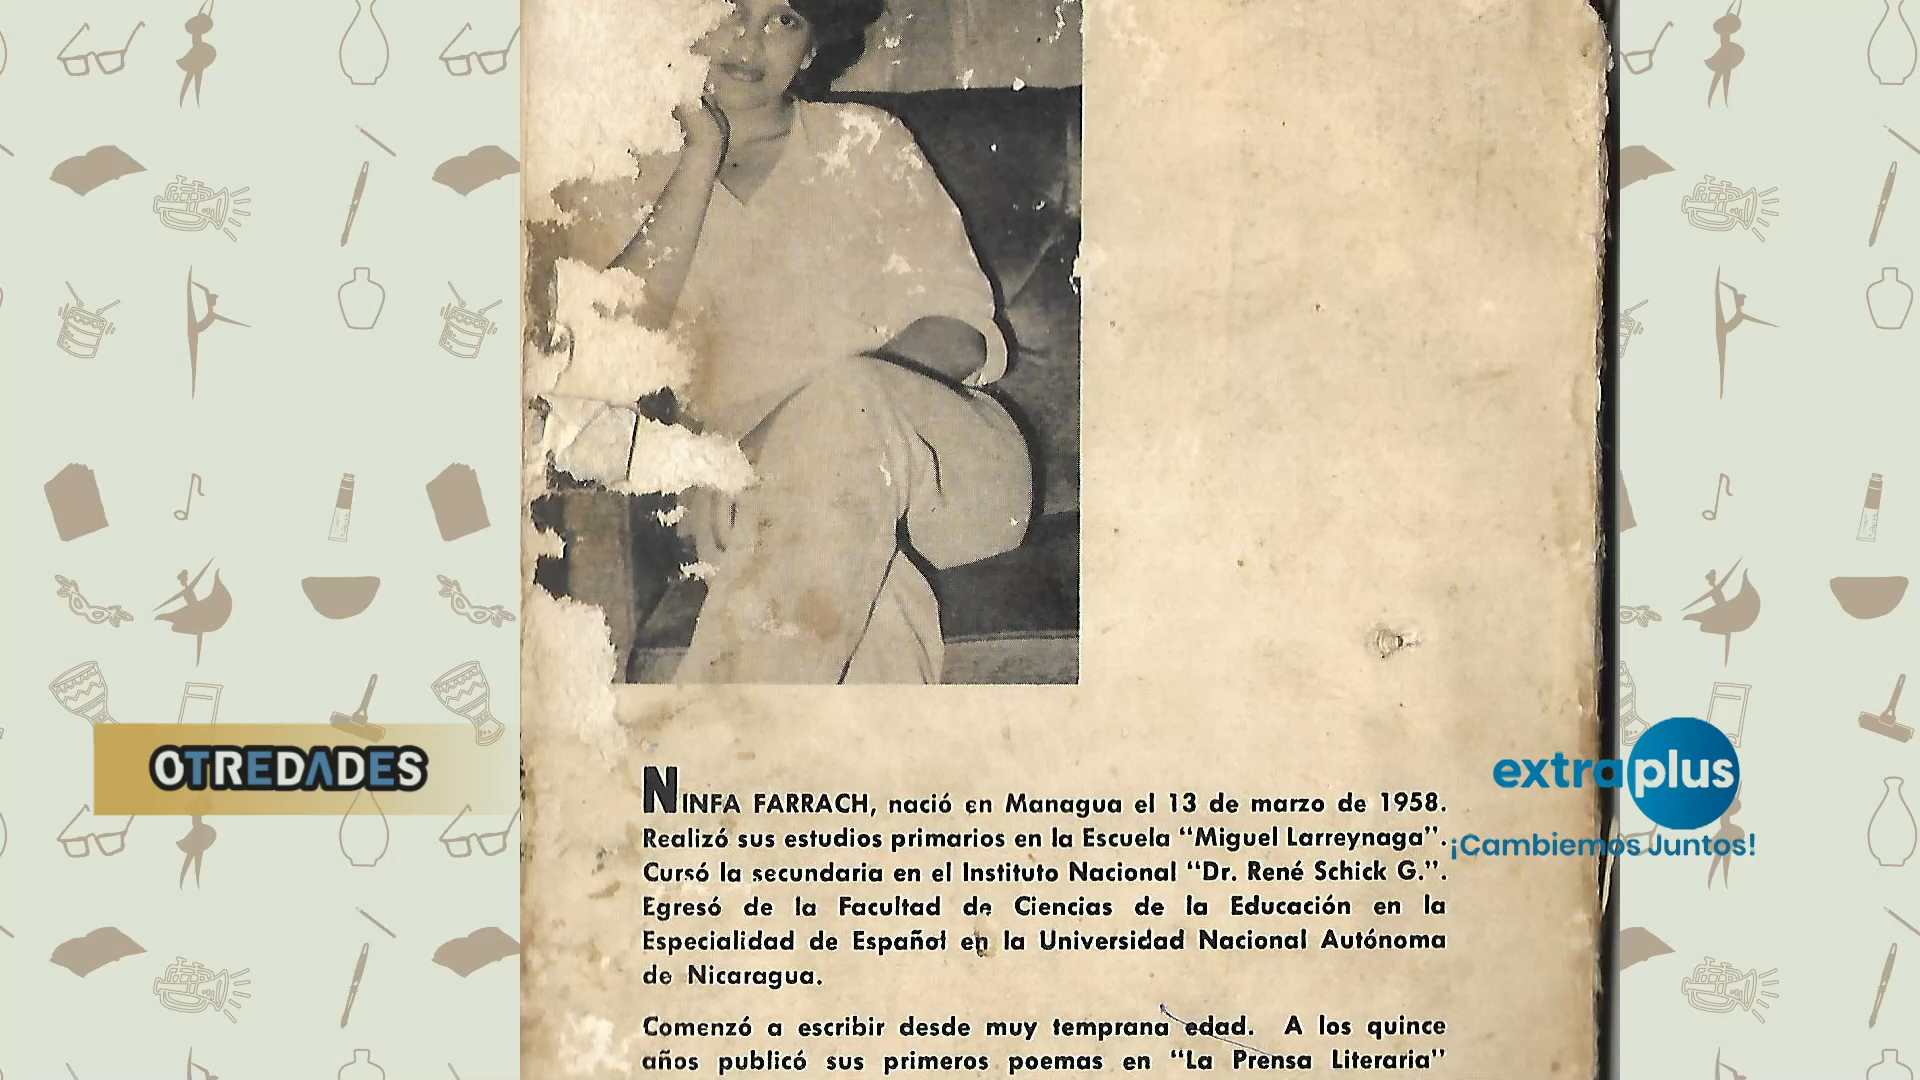 OTREDADES
extraplus
¡Cambiemos Juntos!
NINFA FARRACH, nació en Managua el 13 de marzo de 1958.
Realizó sus estudios primarios en la Escuela “Miguel Larreynaga”.
Cursó la secundaria en el Instituto Nacional “Dr. René Schick G.”.
Egresó de la Facultad de Ciencias de la Educación en la
Especialidad de Español en la Universidad Nacional Autónoma
de Nicaragua.
Comenzó a escribir desde muy temprana edad. A los quince
años publicó sus primeros poemas en “La Prensa Literaria”